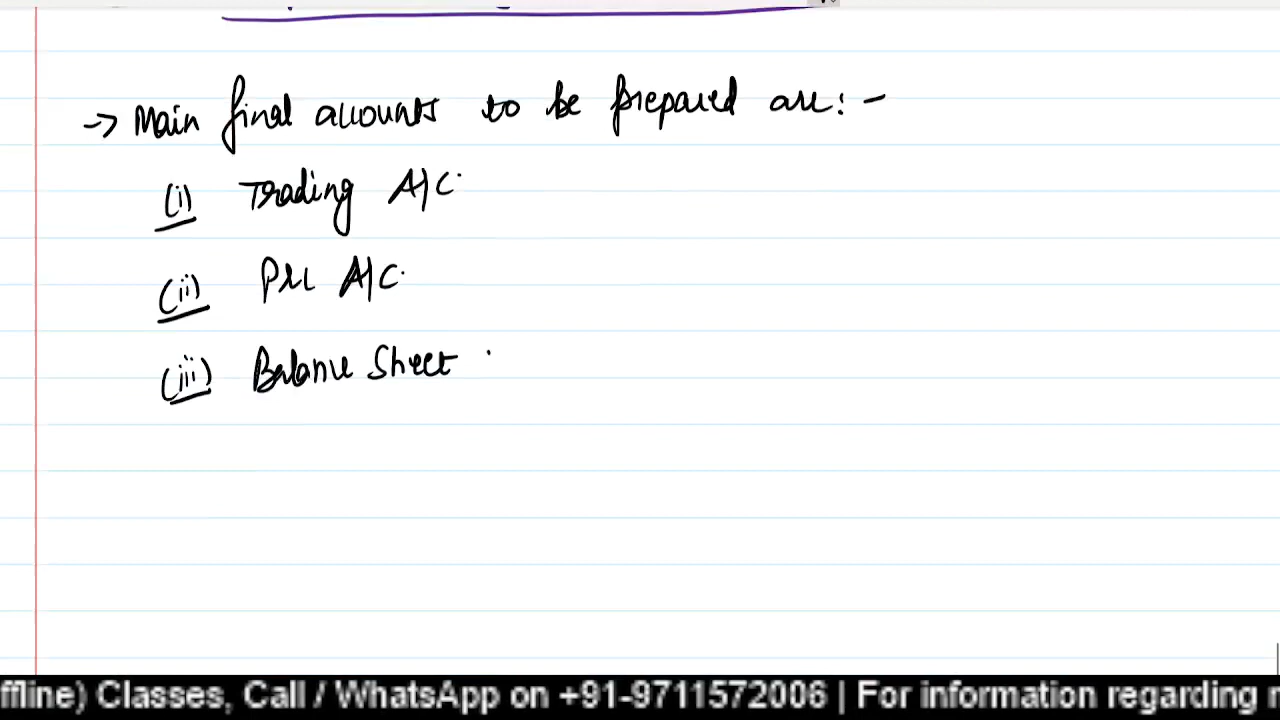 → Main final accounts to be prepared are: -
(i) Trading A/C.
(ii) P&L A/C.
(iii) Balance Sheet.
ffline) Classes, Call / WhatsApp on +91-9711572006 | For information regarding